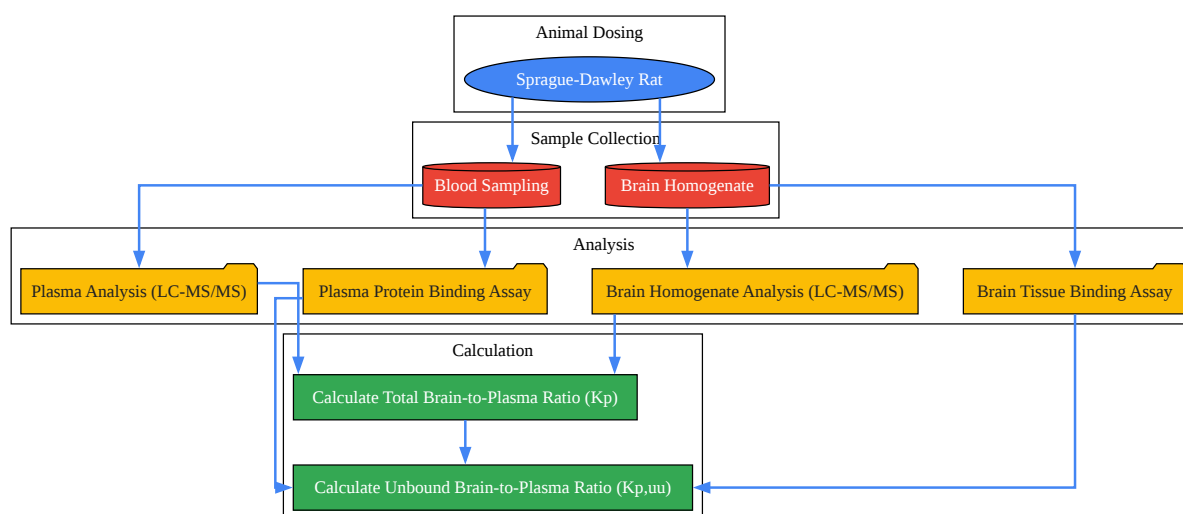 Animal Dosing
Sprague-Dawley Rat
Sample Collection
Blood Sampling
Brain Homogenate
Analysis
Plasma Analysis (LC-MS/MS)
Plasma Protein Binding Assay
Brain Homogenate Analysis (LC-MS/MS)
Brain Tissue Binding Assay
Calculation
Calculate Total Brain-to-Plasma Ratio (Kp)
Calculate Unbound Brain-to-Plasma Ratio (Kp,uu)